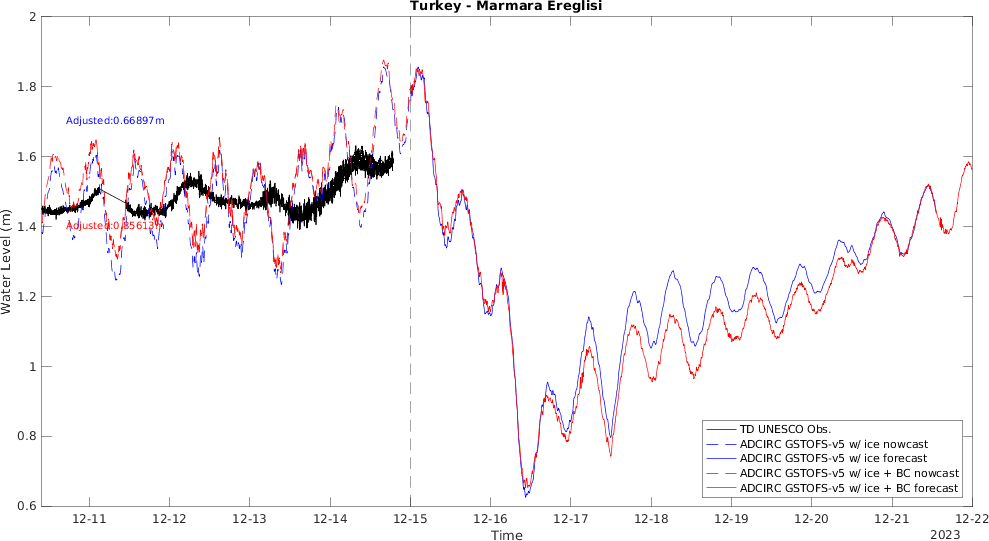 Turkey - Marmara Ereglisi
2
1.8
1.6
1.4
1.2
1
0.8
0.6
Water Level (m)
Adjusted:0.66897m
Adjusted:0.85613m
TD UNESCO Obs.
ADCIRC GSTOFS-v5 w/ ice nowcast
ADCIRC GSTOFS-v5 w/ ice forecast
ADCIRC GSTOFS-v5 w/ ice + BC nowcast
ADCIRC GSTOFS-v5 w/ ice + BC forecast
12-11 12-12 12-13 12-14 12-15 12-16 12-17 12-18 12-19 12-20 12-21 12-22
Time
2023